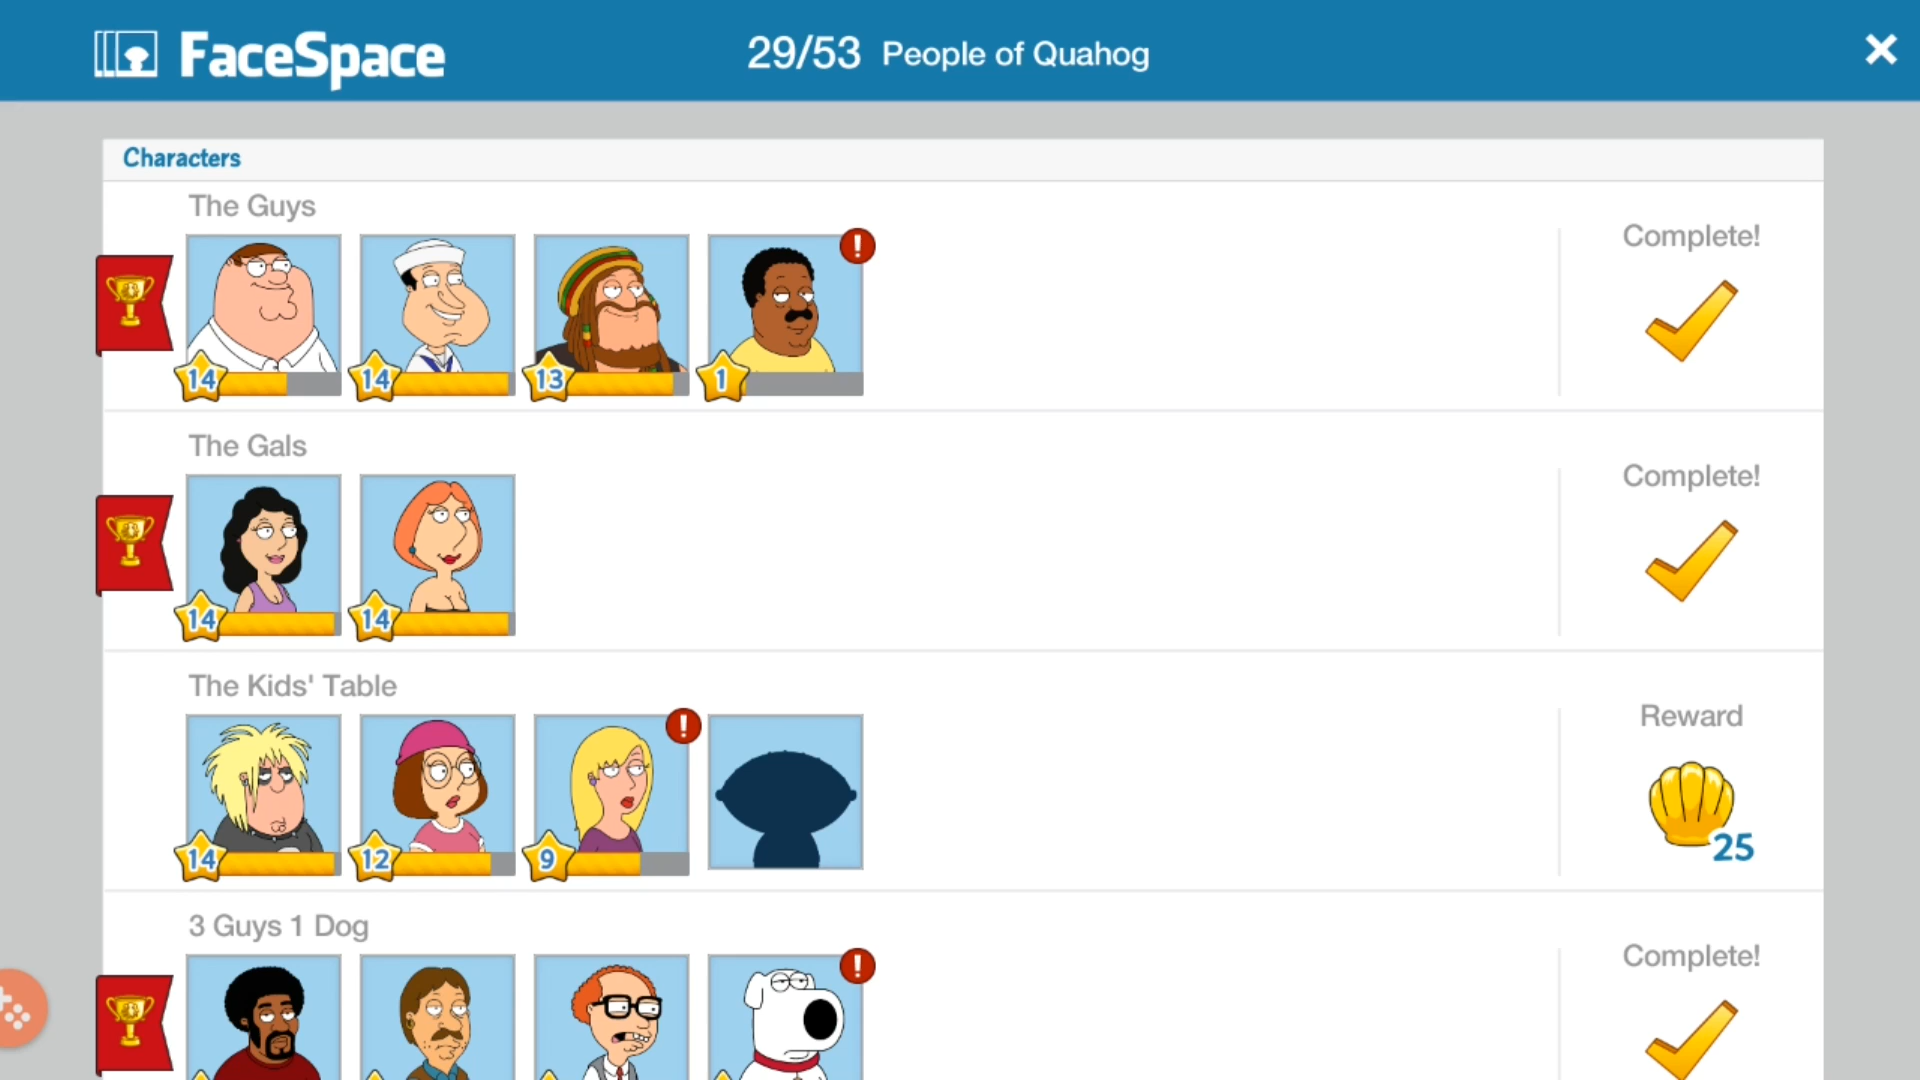 FaceSpace
29/53 People of Quahog
Characters
The Guys
Complete!
!
14
14
13
1
The Gals
Complete!
14
14
The Kids' Table
Reward
!
14
12
9
25
3 Guys 1 Dog
Complete!
!